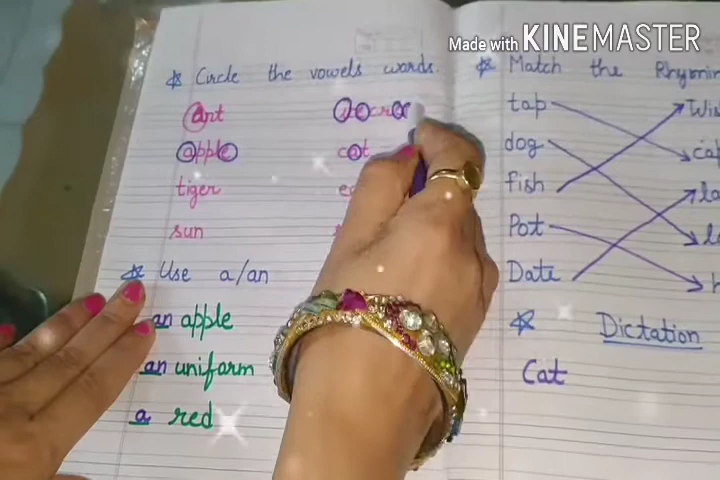 Made with KINEMASTER
☆ Circle the vowels words.
ant
apple
cat
tiger
sun
☆ Use a/an
an apple
an uniform
a red
☆ Match the Rhyming
tap
dog
fish
Pot
Date
☆ Dictation
Cat